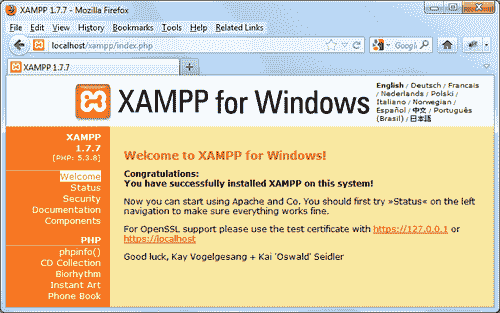 XAMPP 1.7.7 - Mozilla Firefox
File Edit View History Bookmarks Tools Help Related Links
localhost/xampp/index.php
Googl
XAMPP 1.7.7
XAMPP for Windows
English / Deutsch / Francais
/ Nederlands / Polski /
Italiano / Norwegian /
Español / 中文 / Português
(Brasil) / 日本語
XAMPP
1.7.7
[PHP: 5.3.8]
Welcome
Status
Security
Documentation
Components
PHP
phpinfo()
CD Collection
Biorhythm
Instant Art
Phone Book
Welcome to XAMPP for Windows!
Congratulations:
You have successfully installed XAMPP on this system!
Now you can start using Apache and Co. You should first try »Status« on the left
navigation to make sure everything works fine.
For OpenSSL support please use the test certificate with https://127.0.0.1 or
https://localhost
Good luck, Kay Vogelgesang + Kai 'Oswald' Seidler